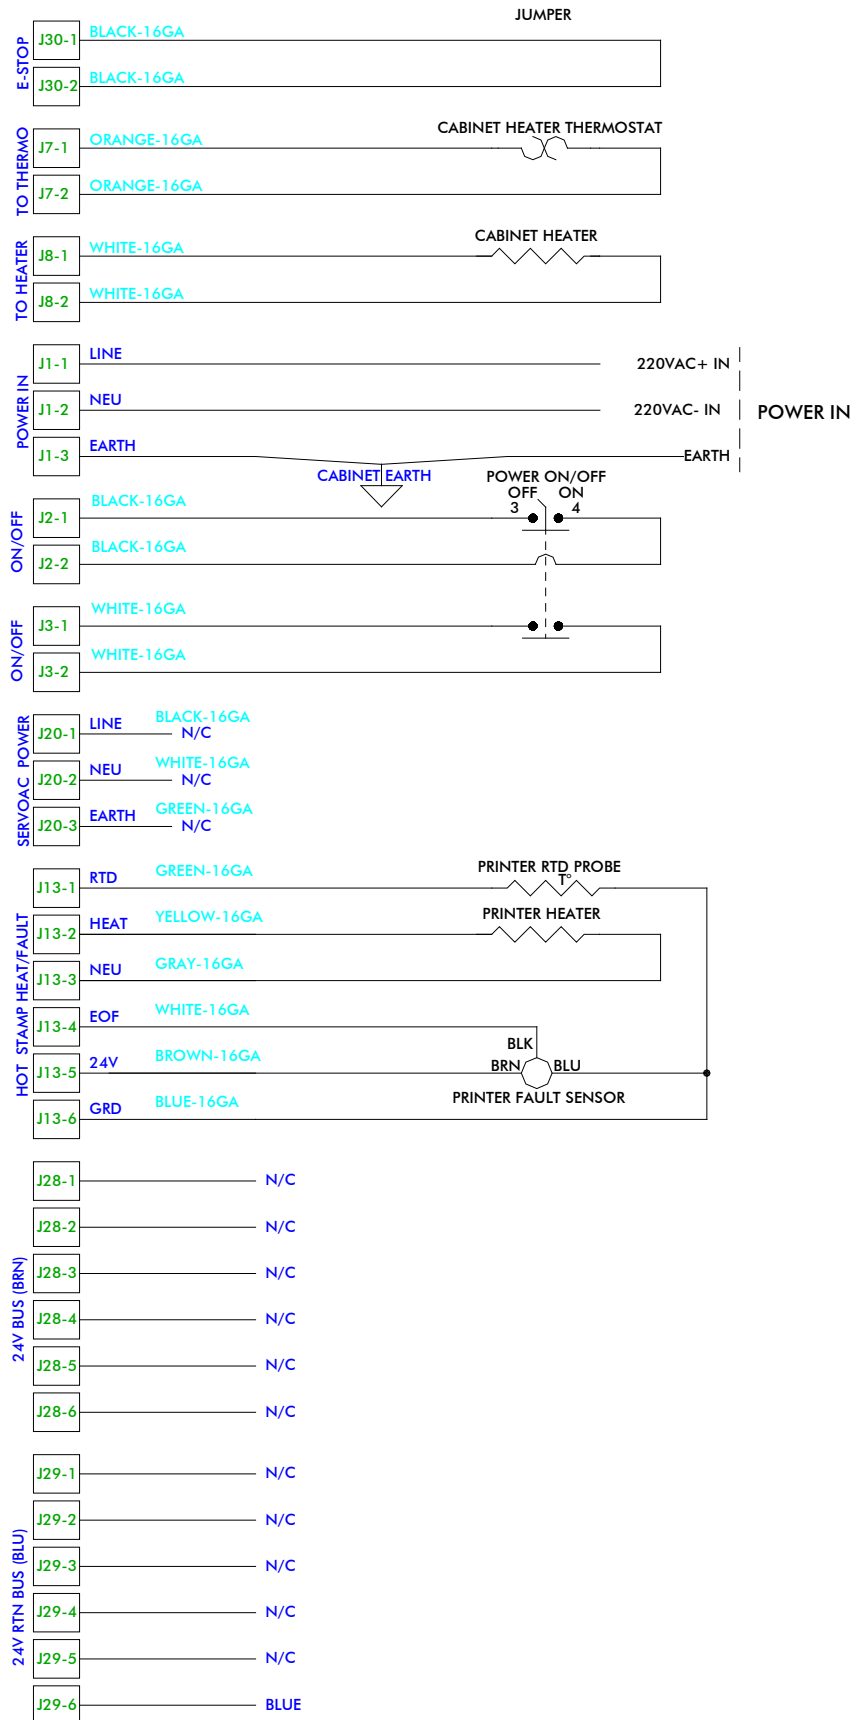 JUMPER
E-STOP
J30-1 BLACK-16GA
J30-2 BLACK-16GA
TO THERMO
CABINET HEATER THERMOSTAT
J7-1 ORANGE-16GA
J7-2 ORANGE-16GA
TO HEATER
CABINET HEATER
J8-1 WHITE-16GA
J8-2 WHITE-16GA
POWER IN
J1-1 LINE 220VAC+ IN
J1-2 NEU 220VAC- IN POWER IN
J1-3 EARTH EARTH
CABINET EARTH
POWER ON/OFF
OFF ON
3 4
ON/OFF
J2-1 BLACK-16GA
J2-2 BLACK-16GA
ON/OFF
J3-1 WHITE-16GA
J3-2 WHITE-16GA
SERVOAC POWER
J20-1 LINE BLACK-16GA
N/C
J20-2 NEU WHITE-16GA
N/C
J20-3 EARTH GREEN-16GA
N/C
HOT STAMP HEAT/FAULT
PRINTER RTD PROBE
T°
J13-1 RTD GREEN-16GA
PRINTER HEATER
J13-2 HEAT YELLOW-16GA
J13-3 NEU GRAY-16GA
J13-4 EOF WHITE-16GA
BLK
J13-5 24V BROWN-16GA BRN BLU
PRINTER FAULT SENSOR
J13-6 GRD BLUE-16GA
24V BUS (BRN)
J28-1 N/C
J28-2 N/C
J28-3 N/C
J28-4 N/C
J28-5 N/C
J28-6 N/C
24V RTN BUS (BLU)
J29-1 N/C
J29-2 N/C
J29-3 N/C
J29-4 N/C
J29-5 N/C
J29-6 BLUE